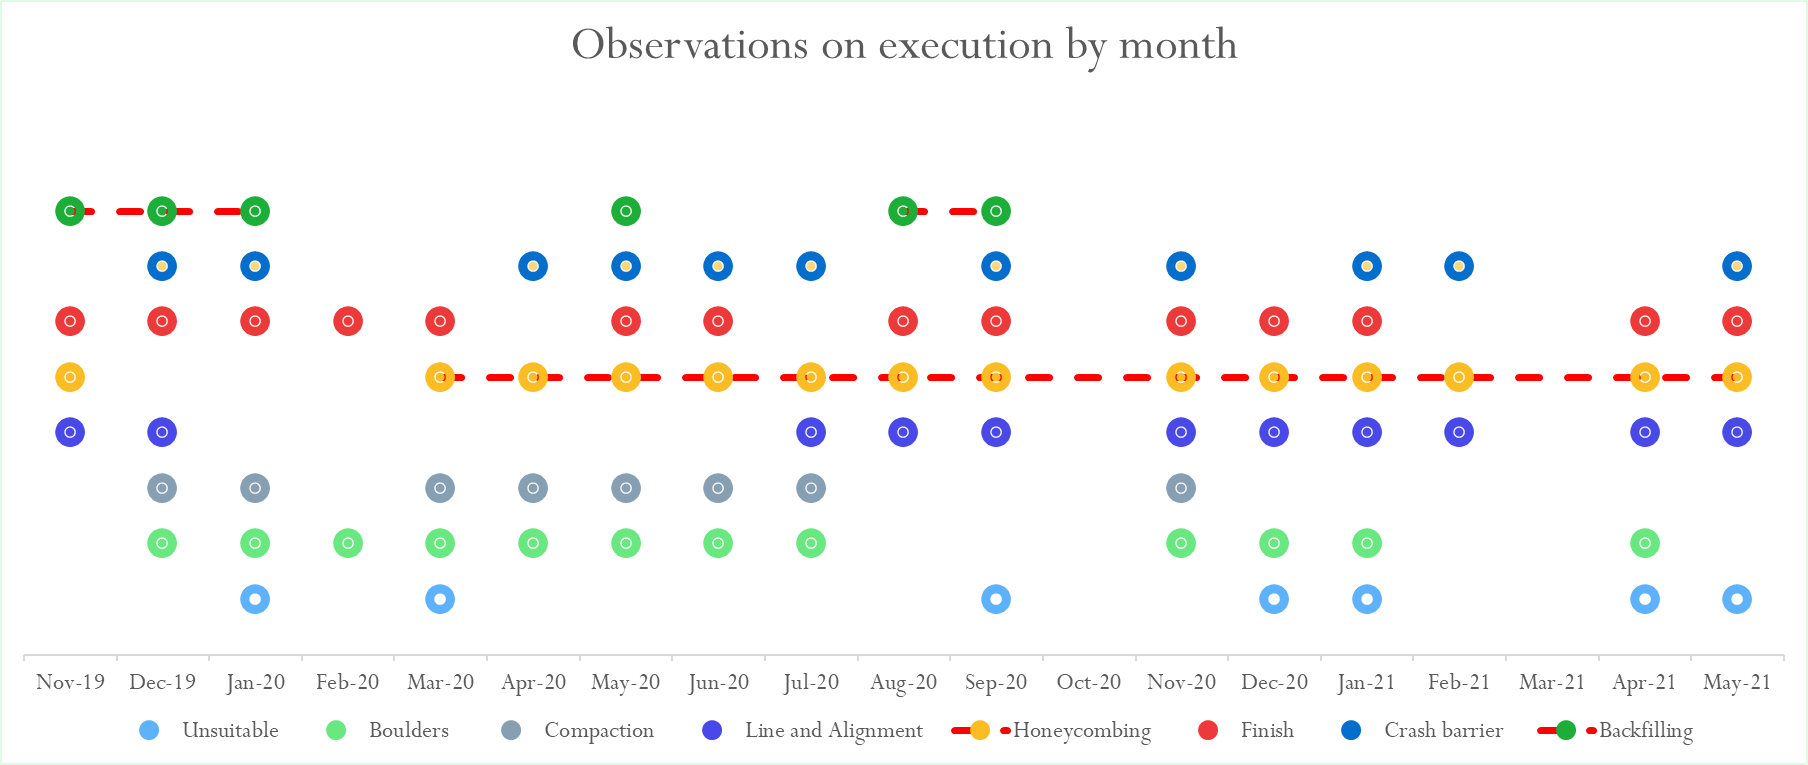 Observations on execution by month
Nov-19 Dec-19 Jan-20 Feb-20 Mar-20 Apr-20 May-20 Jun-20 Jul-20 Aug-20 Sep-20 Oct-20 Nov-20 Dec-20 Jan-21 Feb-21 Mar-21 Apr-21 May-21
Unsuitable Boulders Compaction Line and Alignment Honeycombing Finish Crash barrier Backfilling